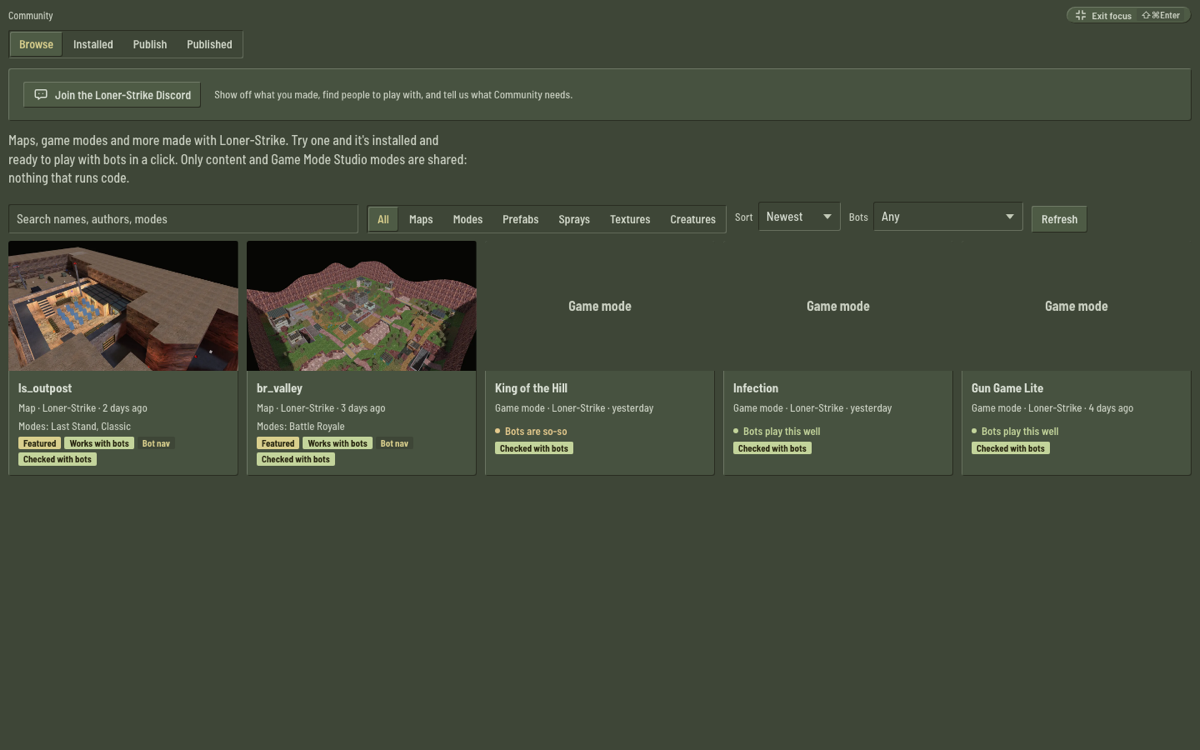 Community
Exit focus ⇧⌘Enter
Browse Installed Publish Published
Join the Loner-Strike Discord Show off what you made, find people to play with, and tell us what Community needs.
Maps, game modes and more made with Loner-Strike. Try one and it's installed and
ready to play with bots in a click. Only content and Game Mode Studio modes are shared:
nothing that runs code.
Search names, authors, modes All Maps Modes Prefabs Sprays Textures Creatures Sort Newest Bots Any Refresh
ls_outpost
Map · Loner-Strike · 2 days ago
Modes: Last Stand, Classic
Featured Works with bots Bot nav
Checked with bots
br_valley
Map · Loner-Strike · 3 days ago
Modes: Battle Royale
Featured Works with bots Bot nav
Checked with bots
Game mode
King of the Hill
Game mode · Loner-Strike · yesterday
Bots are so-so
Checked with bots
Game mode
Infection
Game mode · Loner-Strike · yesterday
Bots play this well
Checked with bots
Game mode
Gun Game Lite
Game mode · Loner-Strike · 4 days ago
Bots play this well
Checked with bots